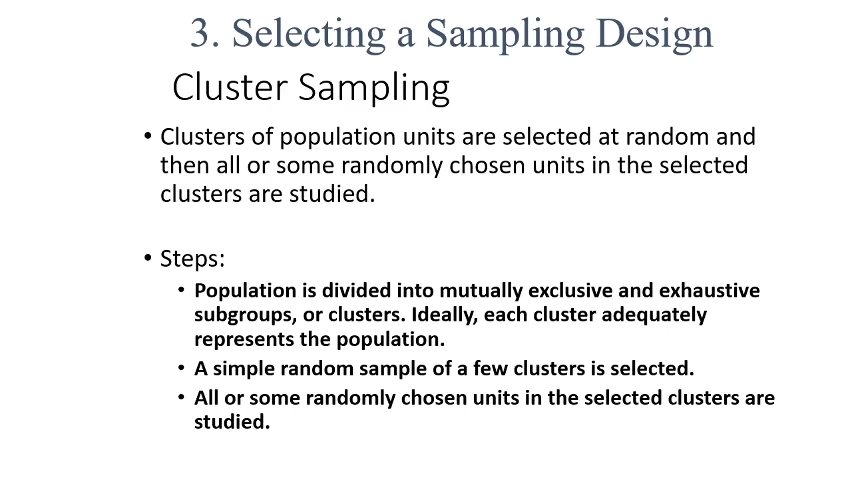 3. Selecting a Sampling Design
Cluster Sampling
• Clusters of population units are selected at random and
then all or some randomly chosen units in the selected
clusters are studied.
• Steps:
• Population is divided into mutually exclusive and exhaustive
subgroups, or clusters. Ideally, each cluster adequately
represents the population.
• A simple random sample of a few clusters is selected.
• All or some randomly chosen units in the selected clusters are
studied.